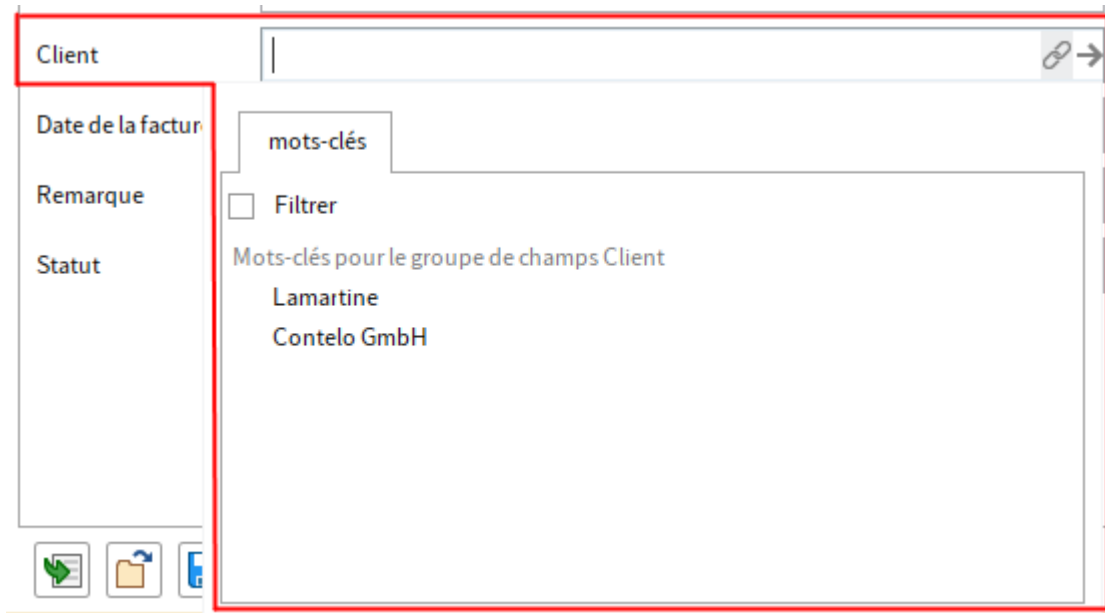 Client
Date de la factur
mots-clés
Remarque
Filtrer
Statut
Mots-clés pour le groupe de champs Client
Lamartine
Contelo GmbH